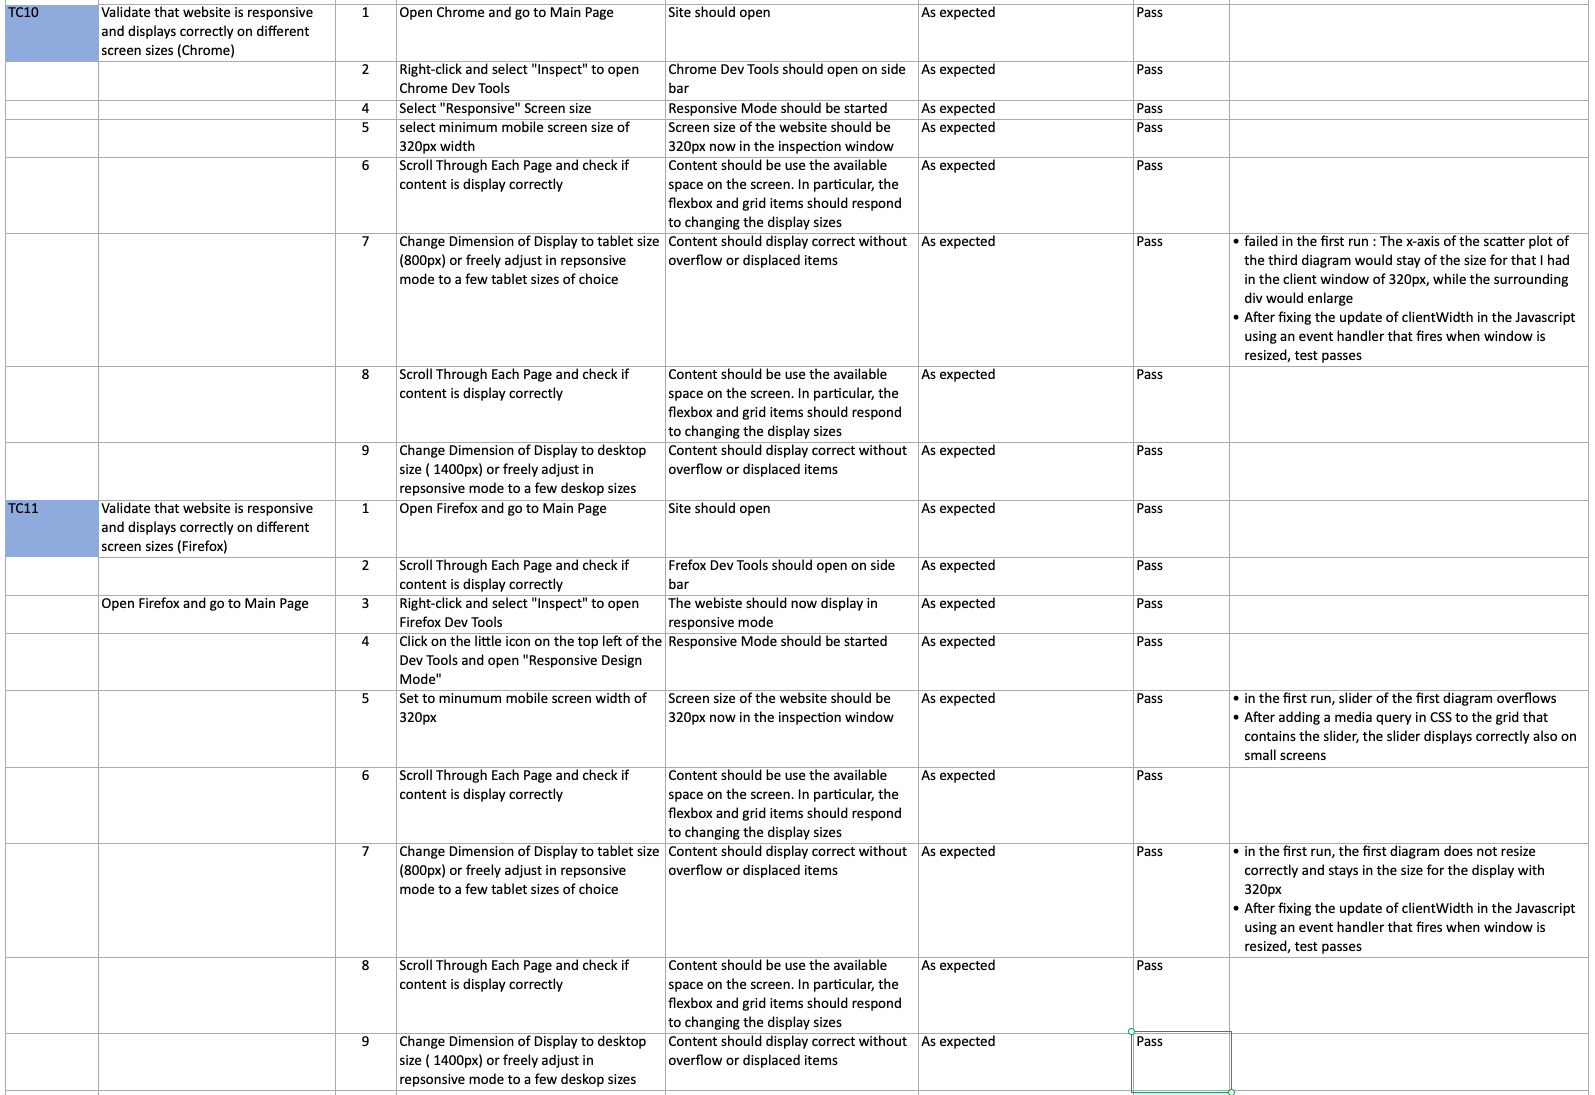 TC10
Validate that website is responsive
and displays correctly on different
screen sizes (Chrome)
1
Open Chrome and go to Main Page
Site should open
As expected
Pass
2
Right-click and select "Inspect" to open
Chrome Dev Tools
Chrome Dev Tools should open on side
bar
As expected
Pass
4
Select "Responsive" Screen size
Responsive Mode should be started
As expected
Pass
5
select minimum mobile screen size of
320px width
Screen size of the website should be
320px now in the inspection window
As expected
Pass
6
Scroll Through Each Page and check if
content is display correctly
Content should be use the available
space on the screen. In particular, the
flexbox and grid items should respond
to changing the display sizes
As expected
Pass
7
Change Dimension of Display to tablet size
(800px) or freely adjust in repsonsive
mode to a few tablet sizes of choice
Content should display correct without
overflow or displaced items
As expected
Pass
• failed in the first run : The x-axis of the scatter plot of
the third diagram would stay of the size for that I had
in the client window of 320px, while the surrounding
div would enlarge
• After fixing the update of clientWidth in the Javascript
using an event handler that fires when window is
resized, test passes
8
Scroll Through Each Page and check if
content is display correctly
Content should be use the available
space on the screen. In particular, the
flexbox and grid items should respond
to changing the display sizes
As expected
Pass
9
Change Dimension of Display to desktop
size ( 1400px) or freely adjust in
repsonsive mode to a few deskop sizes
Content should display correct without
overflow or displaced items
As expected
Pass
TC11
Validate that website is responsive
and displays correctly on different
screen sizes (Firefox)
1
Open Firefox and go to Main Page
Site should open
As expected
Pass
2
Scroll Through Each Page and check if
content is display correctly
Frefox Dev Tools should open on side
bar
As expected
Pass
Open Firefox and go to Main Page
3
Right-click and select "Inspect" to open
Firefox Dev Tools
The webiste should now display in
responsive mode
As expected
Pass
4
Click on the little icon on the top left of the
Dev Tools and open "Responsive Design
Mode"
Responsive Mode should be started
As expected
Pass
5
Set to minumum mobile screen width of
320px
Screen size of the website should be
320px now in the inspection window
As expected
Pass
• in the first run, slider of the first diagram overflows
• After adding a media query in CSS to the grid that
contains the slider, the slider displays correctly also on
small screens
6
Scroll Through Each Page and check if
content is display correctly
Content should be use the available
space on the screen. In particular, the
flexbox and grid items should respond
to changing the display sizes
As expected
Pass
7
Change Dimension of Display to tablet size
(800px) or freely adjust in repsonsive
mode to a few tablet sizes of choice
Content should display correct without
overflow or displaced items
As expected
Pass
• in the first run, the first diagram does not resize
correctly and stays in the size for the display with
320px
• After fixing the update of clientWidth in the Javascript
using an event handler that fires when window is
resized, test passes
8
Scroll Through Each Page and check if
content is display correctly
Content should be use the available
space on the screen. In particular, the
flexbox and grid items should respond
to changing the display sizes
As expected
Pass
9
Change Dimension of Display to desktop
size ( 1400px) or freely adjust in
repsonsive mode to a few deskop sizes
Content should display correct without
overflow or displaced items
As expected
Pass